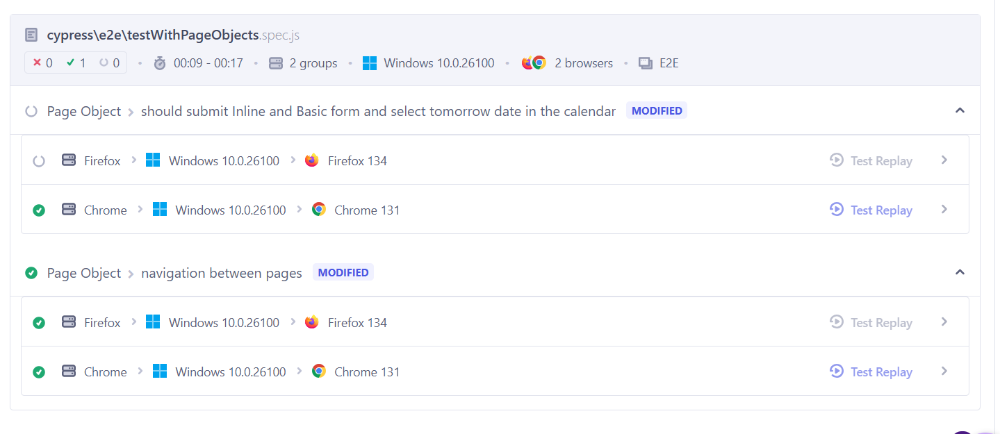 cypress\e2e\testWithPageObjects.spec.js
0 1 0 • 00:09 - 00:17 • 2 groups • Windows 10.0.26100 • 2 browsers • E2E
Page Object > should submit Inline and Basic form and select tomorrow date in the calendar MODIFIED
Firefox > Windows 10.0.26100 > Firefox 134 Test Replay >
Chrome > Windows 10.0.26100 > Chrome 131 Test Replay >
Page Object > navigation between pages MODIFIED
Firefox > Windows 10.0.26100 > Firefox 134 Test Replay >
Chrome > Windows 10.0.26100 > Chrome 131 Test Replay >